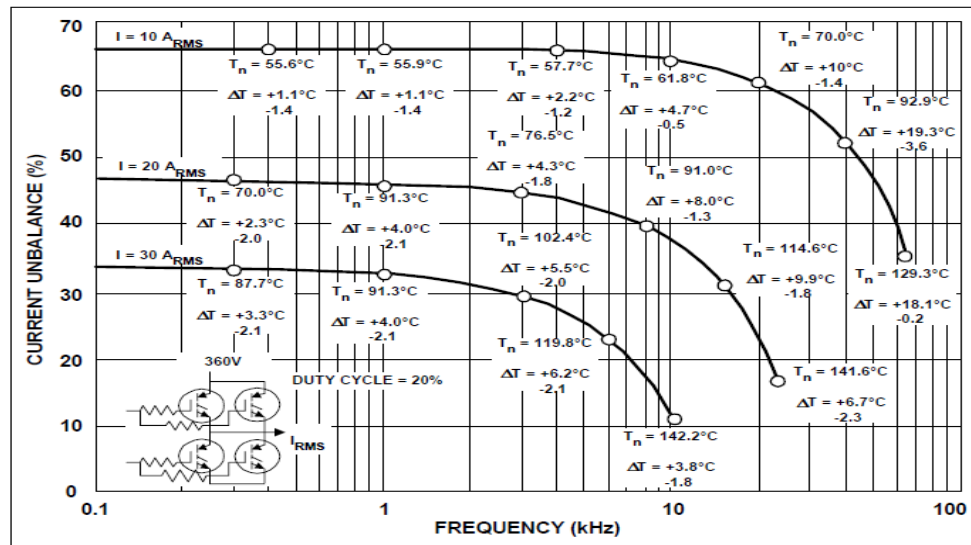 70
60
50
40
30
20
10
0
CURRENT UNBALANCE (%)
I = 10 A RMS
Tn = 55.6°C
ΔT = +1.1°C
-1.4
Tn = 55.9°C
ΔT = +1.1°C
-1.4
Tn = 57.7°C
ΔT = +2.2°C
-1.2
Tn = 61.8°C
ΔT = +4.7°C
-0.5
Tn = 70.0°C
ΔT = +10°C
-1.4
Tn = 92.9°C
ΔT = +19.3°C
-3.6
Tn = 129.3°C
ΔT = +18.1°C
-0.2
I = 20 A RMS
Tn = 70.0°C
ΔT = +2.3°C
-2.0
Tn = 91.3°C
ΔT = +4.0°C
-2.1
Tn = 76.5°C
ΔT = +4.3°C
-1.8
Tn = 91.0°C
ΔT = +8.0°C
-1.3
Tn = 114.6°C
ΔT = +9.9°C
-1.8
Tn = 141.6°C
ΔT = +6.7°C
-2.3
I = 30 A RMS
Tn = 87.7°C
ΔT = +3.3°C
-2.1
Tn = 91.3°C
ΔT = +4.0°C
-2.1
Tn = 102.4°C
ΔT = +5.5°C
-2.0
Tn = 119.8°C
ΔT = +6.2°C
-2.1
Tn = 142.2°C
ΔT = +3.8°C
-1.8
360V
DUTY CYCLE = 20%
I RMS
0.1
1
10
100
FREQUENCY (kHz)